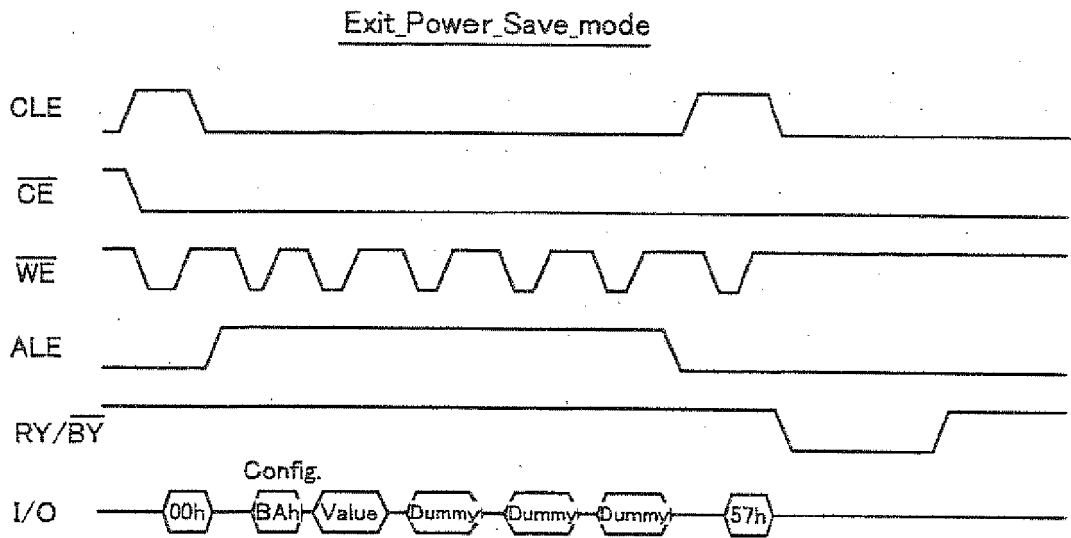 Exit_Power_Save_mode
CLE
CE
WE
ALE
RY/BY
Config.
I/O 00h BAh Value Dummy Dummy Dummy 57h